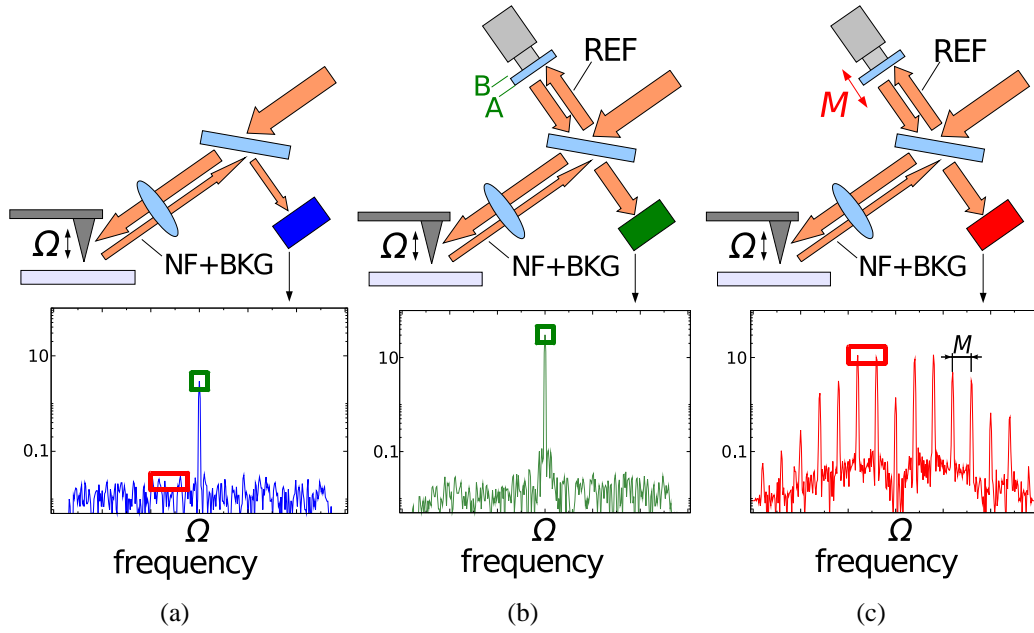 REF
B
A
Ω
NF+BKG
10
0.1
Ω
frequency
(a)
Ω
NF+BKG
10
0.1
Ω
frequency
(b)
REF
M
Ω
NF+BKG
10
0.1
M
Ω
frequency
(c)